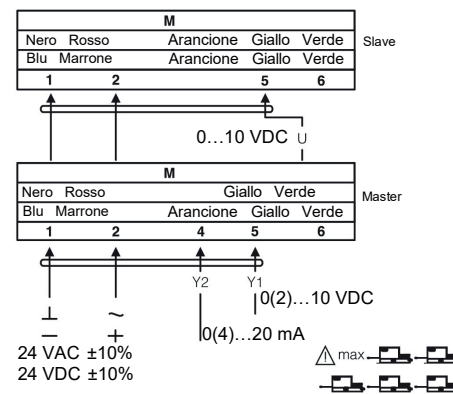 M
Nero Rosso Arancione Giallo Verde
Slave
Blu Marrone Arancione Giallo Verde
1 2 5 6
0...10 VDC U
M
Nero Rosso Giallo Verde
Master
Blu Marrone Arancione Giallo Verde
1 2 4 5 6
Y2 Y1
0(2)...10 VDC
⊥ ~
– + 0(4)...20 mA
24 VAC ±10%
24 VDC ±10%
max